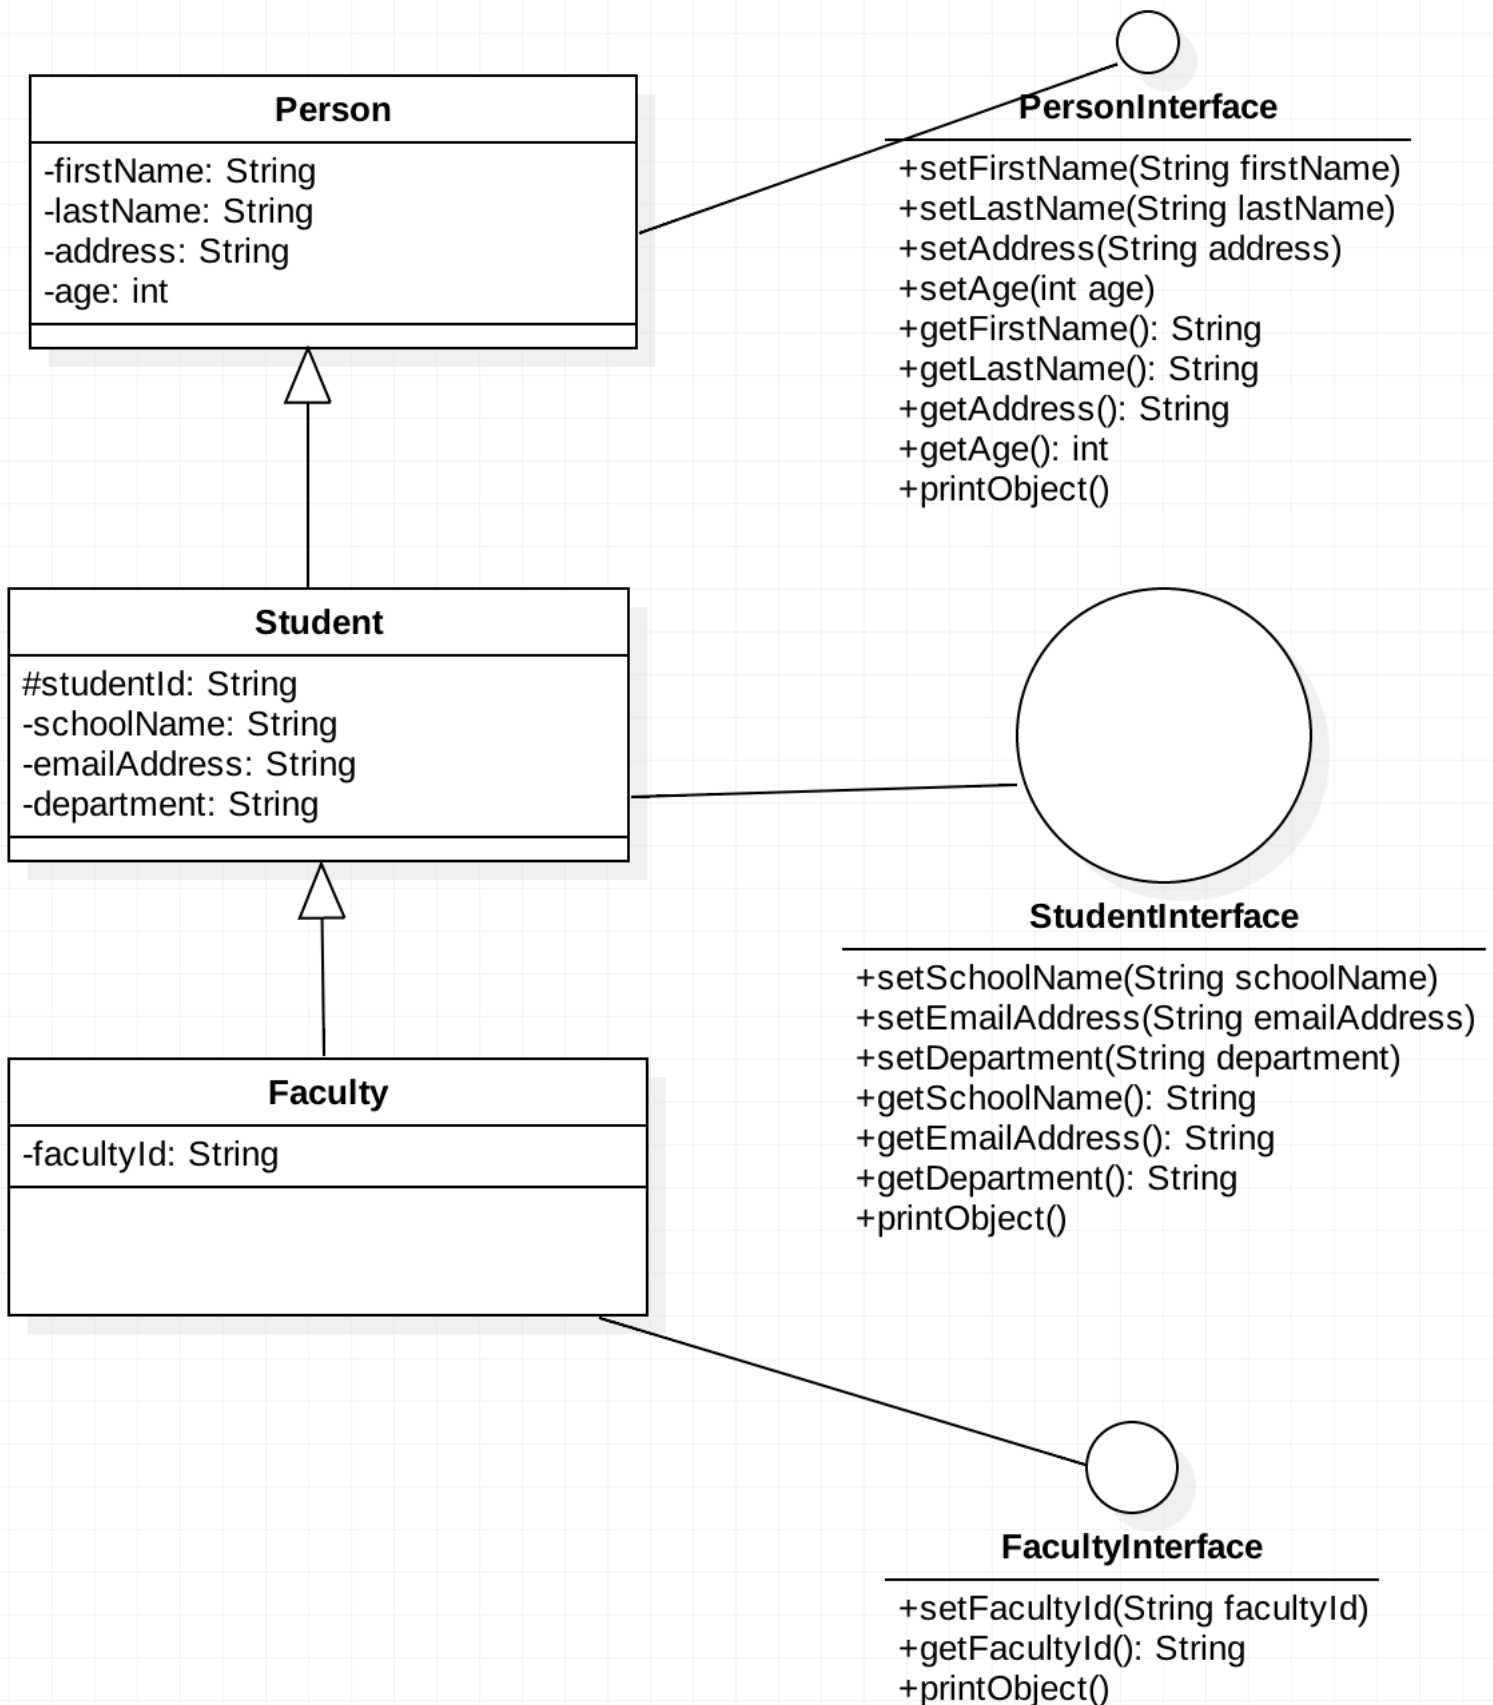 Person
-firstName: String
-lastName: String
-address: String
-age: int
PersonInterface
+setFirstName(String firstName)
+setLastName(String lastName)
+setAddress(String address)
+setAge(int age)
+getFirstName(): String
+getLastName(): String
+getAddress(): String
+getAge(): int
+printObject()
Student
#studentId: String
-schoolName: String
-emailAddress: String
-department: String
StudentInterface
+setSchoolName(String schoolName)
+setEmailAddress(String emailAddress)
+setDepartment(String department)
+getSchoolName(): String
+getEmailAddress(): String
+getDepartment(): String
+printObject()
Faculty
-facultyId: String
FacultyInterface
+setFacultyId(String facultyId)
+getFacultyId(): String
+printObject()